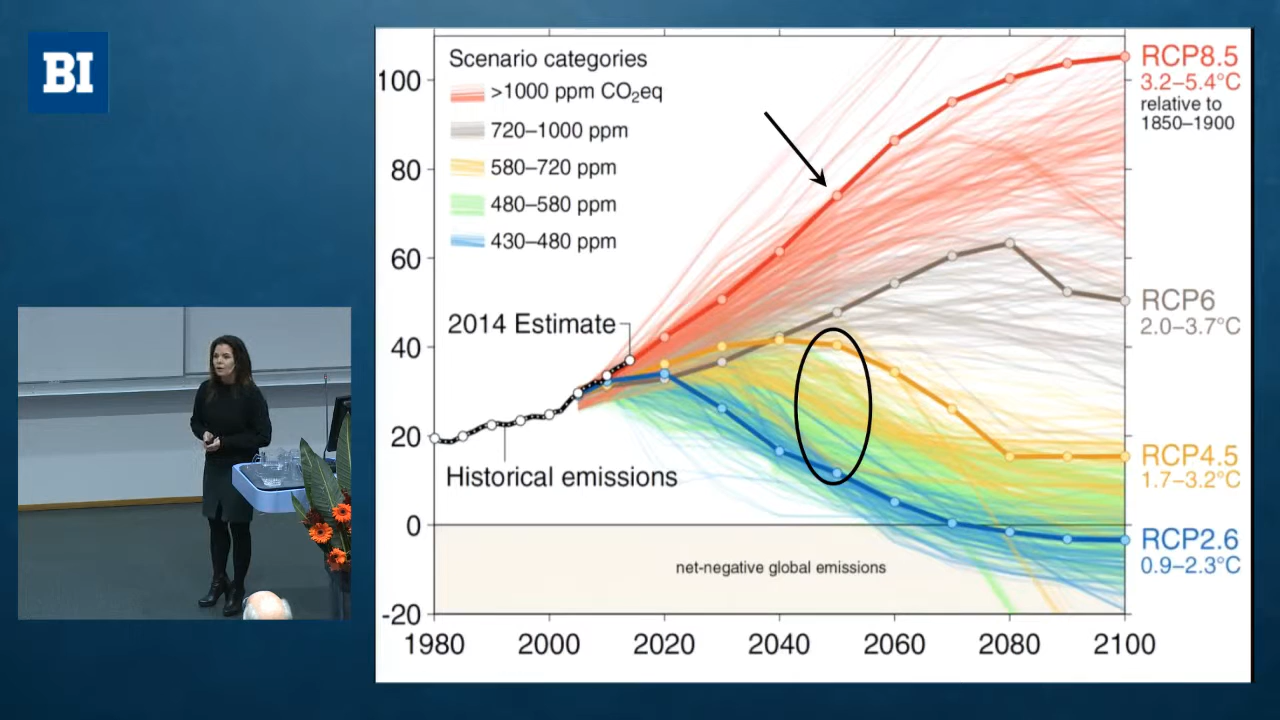 BI
Scenario categories
>1000 ppm CO₂eq
720–1000 ppm
580–720 ppm
480–580 ppm
430–480 ppm
100
80
60
40
20
0
-20
2014 Estimate
Historical emissions
net-negative global emissions
1980 2000 2020 2040 2060 2080 2100
RCP8.5
3.2–5.4°C
relative to
1850–1900
RCP6
2.0–3.7°C
RCP4.5
1.7–3.2°C
RCP2.6
0.9–2.3°C